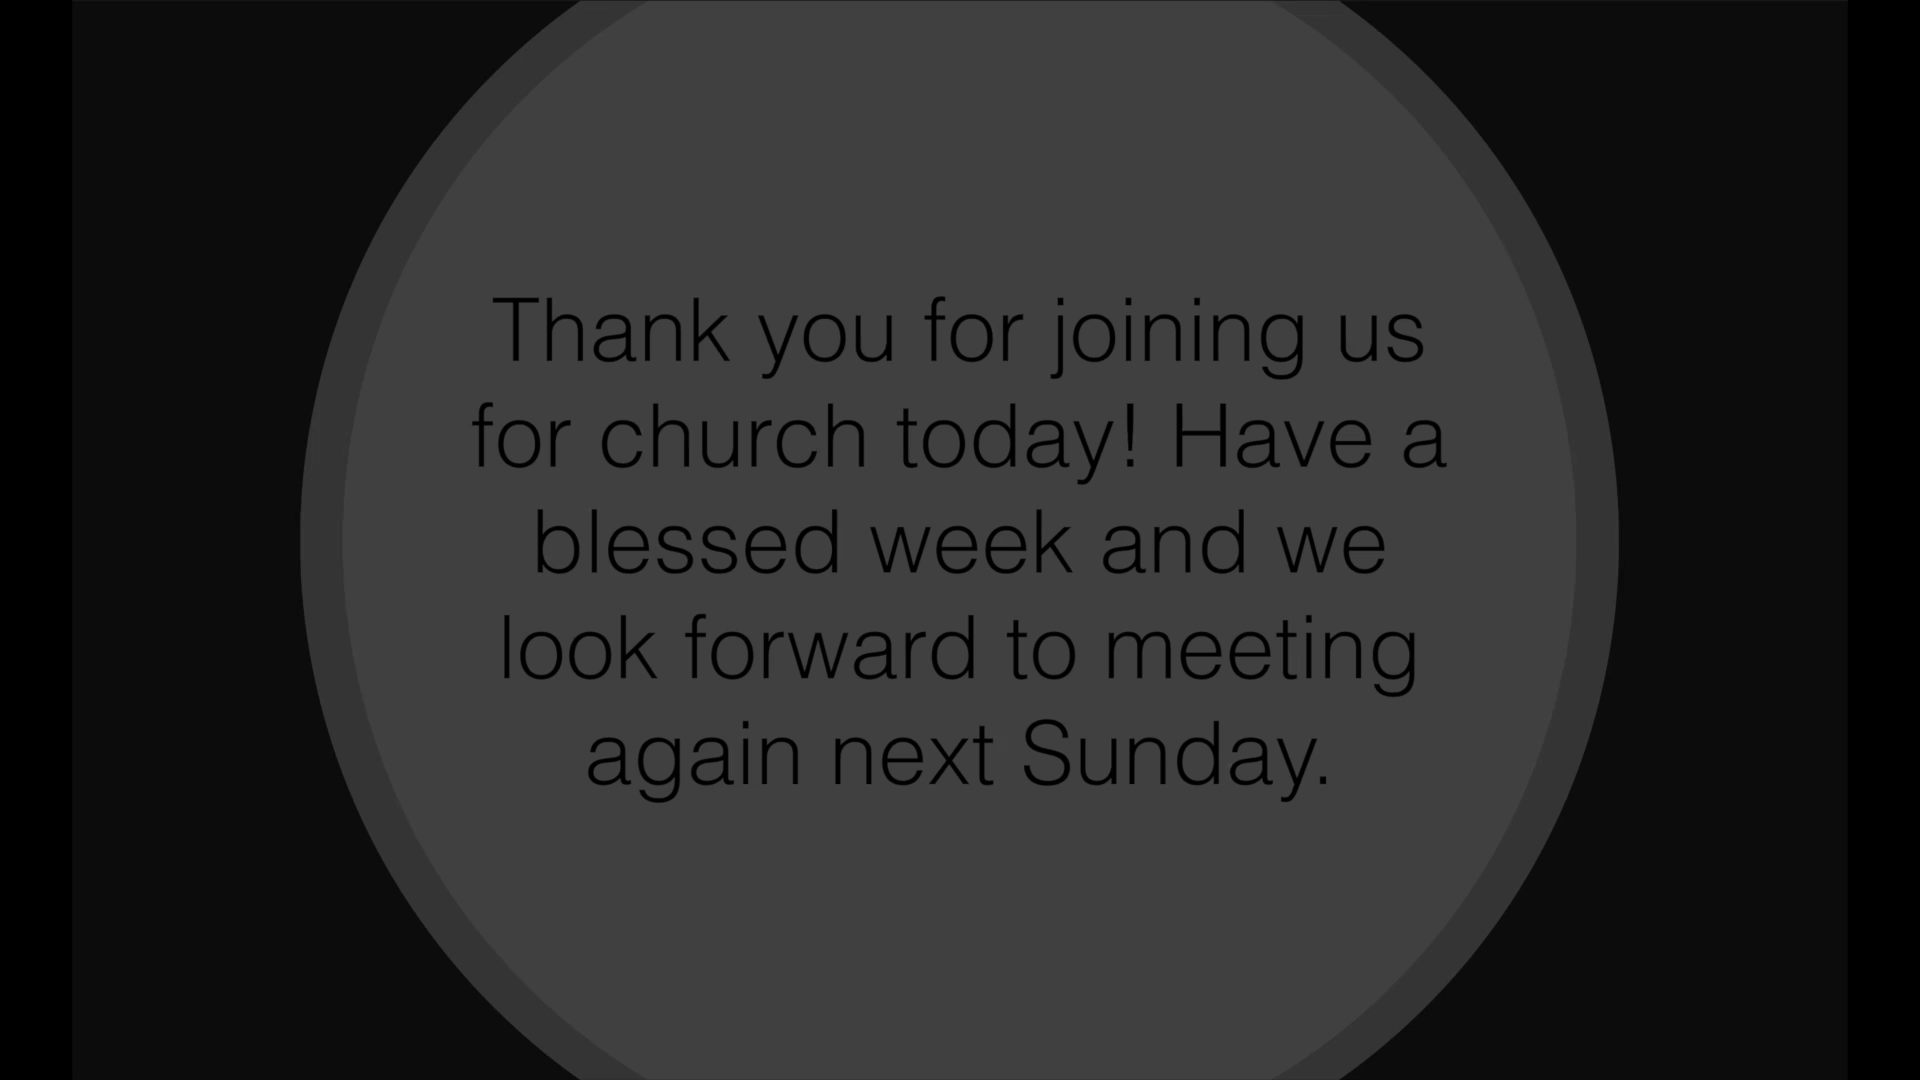 Thank you for joining us
for church today! Have a
blessed week and we
look forward to meeting
again next Sunday.